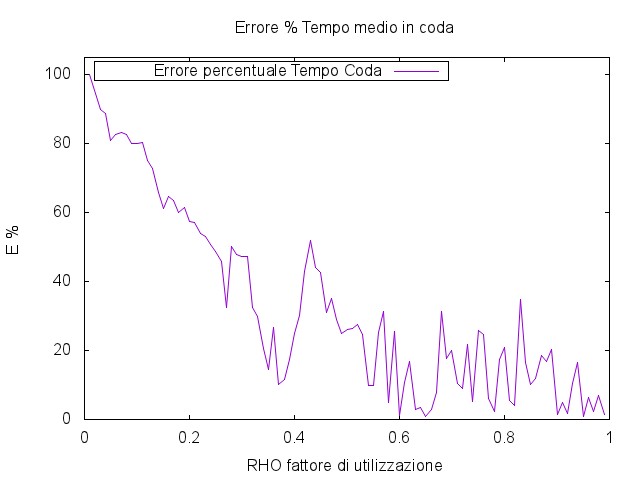 Errore % Tempo medio in coda
Errore percentuale Tempo Coda
100
80
60
40
20
0
E %
0 0.2 0.4 0.6 0.8 1
RHO fattore di utilizzazione